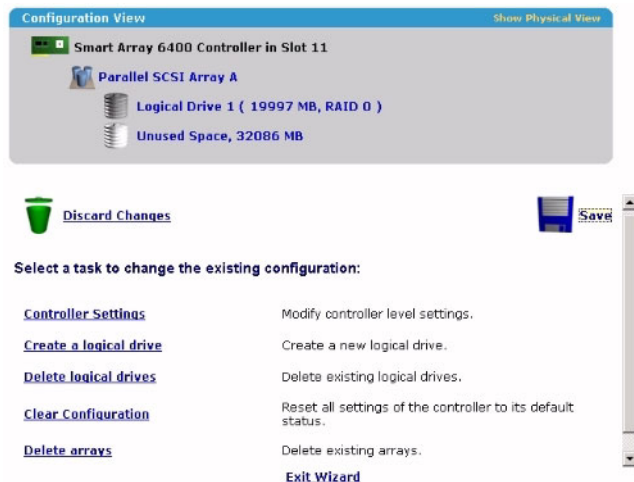 Configuration View Show Physical View
Smart Array 6400 Controller in Slot 11
Parallel SCSI Array A
Logical Drive 1 ( 19997 MB, RAID 0 )
Unused Space, 32086 MB
Discard Changes Save
Select a task to change the existing configuration:
Controller Settings Modify controller level settings.
Create a logical drive Create a new logical drive.
Delete logical drives Delete existing logical drives.
Clear Configuration Reset all settings of the controller to its default
status.
Delete arrays Delete existing arrays.
Exit Wizard